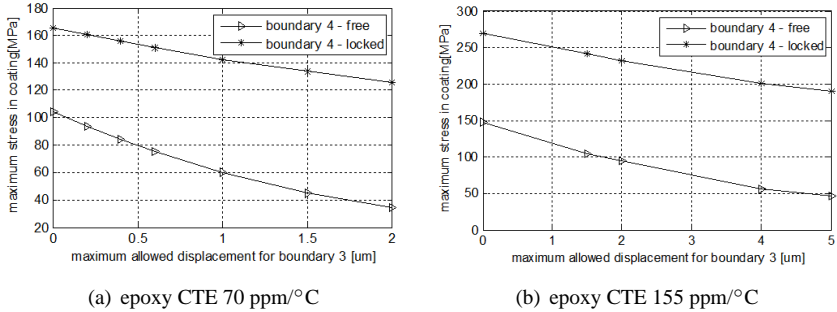 180
160
140
120
100
80
60
40
20
maximum stress in coating[MPa]
boundary 4 - free
boundary 4 - locked
0 0.5 1 1.5 2
maximum allowed displacement for boundary 3 [um]
(a) epoxy CTE 70 ppm/°C
300
250
200
150
100
50
0
maximum stress in coating[MPa]
boundary 4 - free
boundary 4 - locked
0 1 2 3 4 5
maximum allowed displacement for boundary 3 [um]
(b) epoxy CTE 155 ppm/°C